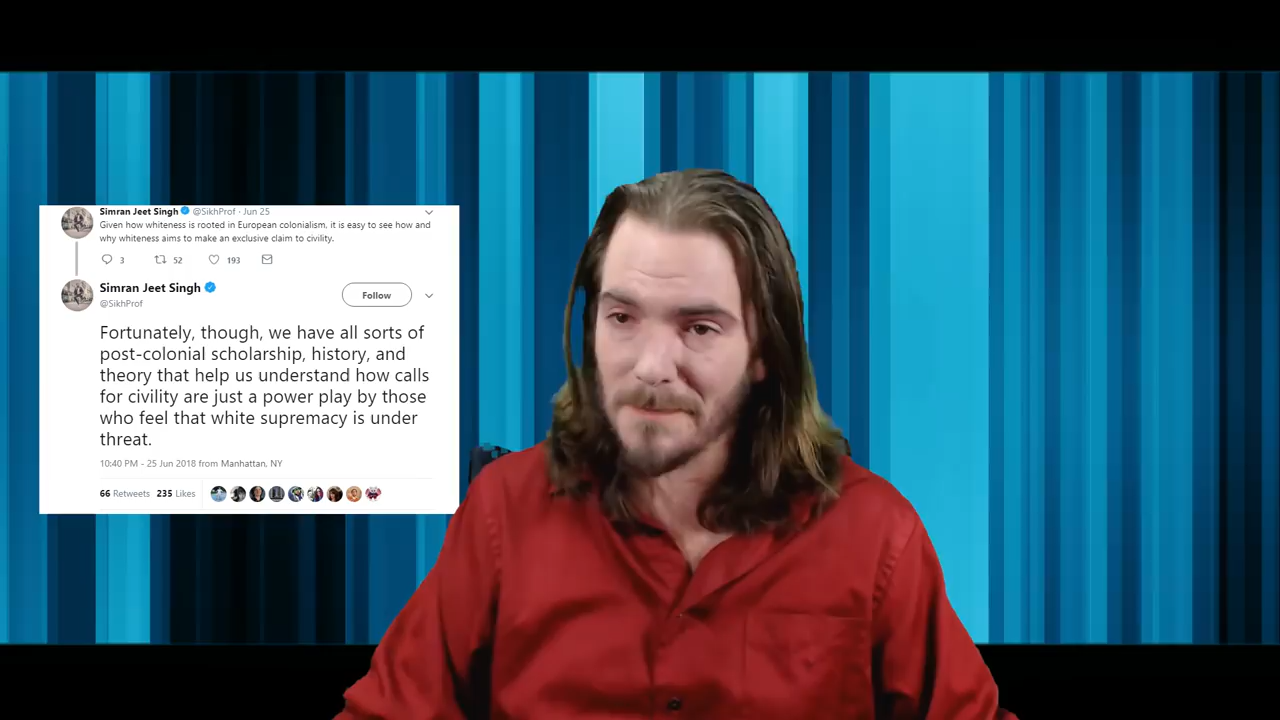 Simran Jeet Singh @SikhProf · Jun 25
Given how whiteness is rooted in European colonialism, it is easy to see how and
why whiteness aims to make an exclusive claim to civility.
3 52 193
Simran Jeet Singh
@SikhProf
Follow
Fortunately, though, we have all sorts of
post-colonial scholarship, history, and
theory that help us understand how calls
for civility are just a power play by those
who feel that white supremacy is under
threat.
10:40 PM - 25 Jun 2018 from Manhattan, NY
66 Retweets 235 Likes